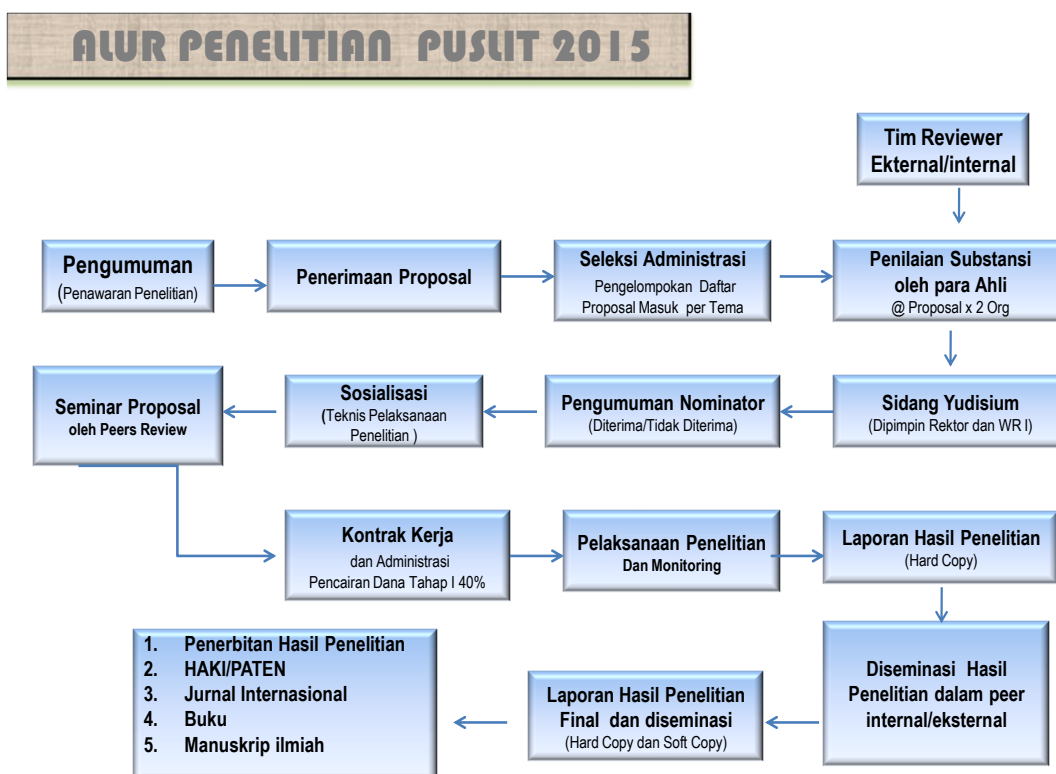 ALUR PENELITIAN PUSLIT 2015
Tim Reviewer
Ekternal/internal
Pengumuman
(Penawaran Penelitian)
Penerimaan Proposal
Seleksi Administrasi
Pengelompokan Daftar
Proposal Masuk per Tema
Penilaian Substansi
oleh para Ahli
@ Proposal x 2 Org
Seminar Proposal
oleh Peers Review
Sosialisasi
(Teknis Pelaksanaan
Penelitian )
Pengumuman Nominator
(Diterima/Tidak Diterima)
Sidang Yudisium
(Dipimpin Rektor dan WR I)
Kontrak Kerja
dan Administrasi
Pencairan Dana Tahap I 40%
Pelaksanaan Penelitian
Dan Monitoring
Laporan Hasil Penelitian
(Hard Copy)
1. Penerbitan Hasil Penelitian
2. HAKI/PATEN
3. Jurnal Internasional
4. Buku
5. Manuskrip ilmiah
Laporan Hasil Penelitian
Final dan diseminasi
(Hard Copy dan Soft Copy)
Diseminasi Hasil
Penelitian dalam peer
internal/eksternal